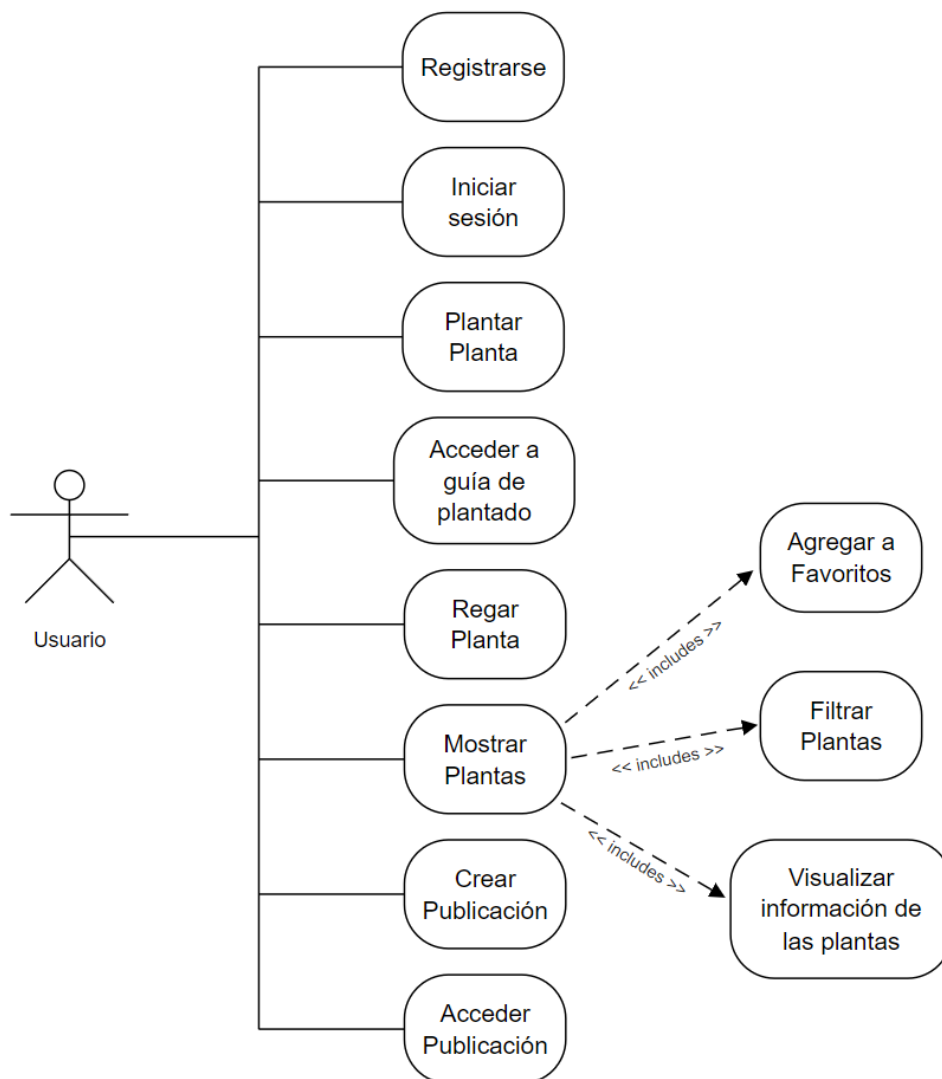 Registrarse
Iniciar
sesión
Plantar
Planta
Acceder a
guía de
plantado
Usuario
Regar
Planta
Mostrar
Plantas
<< includes >>
Agregar a
Favoritos
<< includes >>
Filtrar
Plantas
<< includes >>
Visualizar
información de
las plantas
Crear
Publicación
Acceder
Publicación